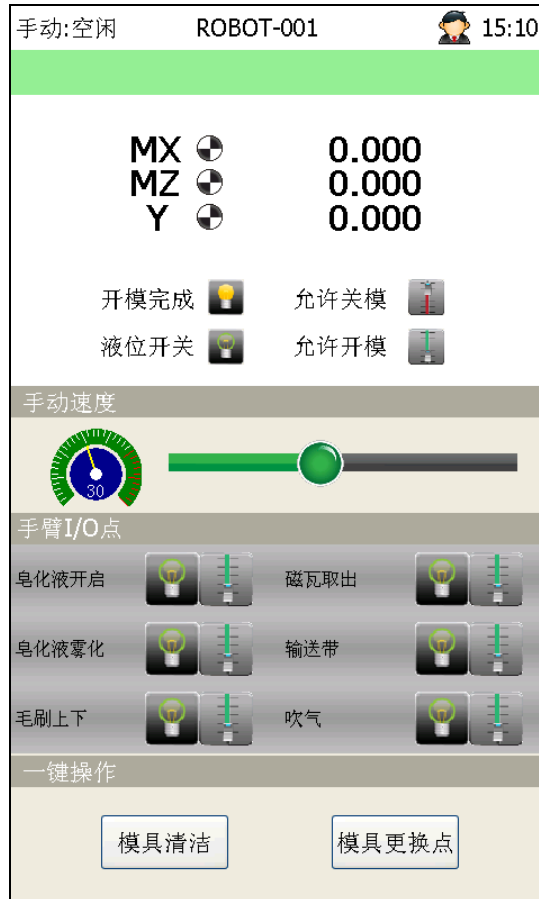 手动:空闲 ROBOT-001 15:10
MX 0.000
MZ 0.000
Y 0.000
开模完成 允许关模
液位开关 允许开模
手动速度
30
手臂I/O点
皂化液开启 磁瓦取出
皂化液雾化 输送带
毛刷上下 吹气
一键操作
模具清洁 模具更换点